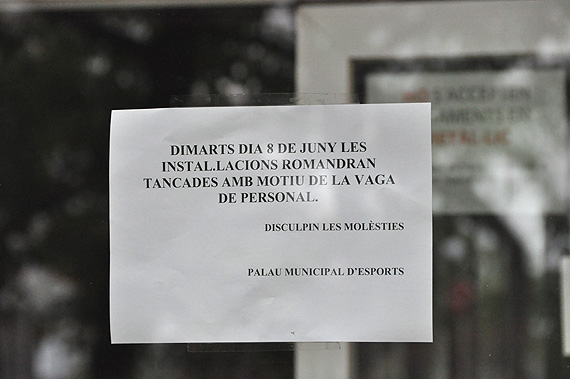 DIMARTS DIA 8 DE JUNY LES
INSTAL.LACIONS ROMANDRAN
TANCADES AMB MOTIU DE LA VAGA
DE PERSONAL.
DISCULPIN LES MOLÈSTIES
PALAU MUNICIPAL D'ESPORTS
S'ACCEPTEN